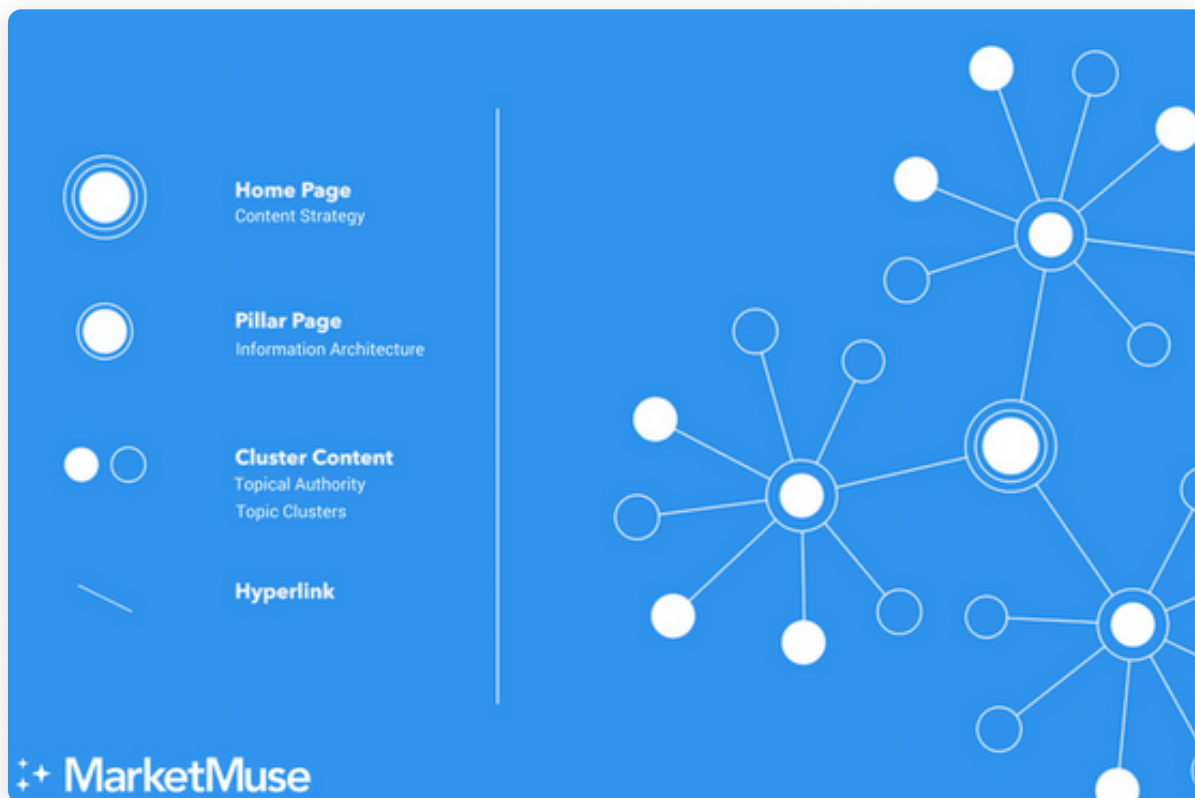 Home Page
Content Strategy
Pillar Page
Information Architecture
Cluster Content
Topical Authority
Topic Clusters
Hyperlink
MarketMuse